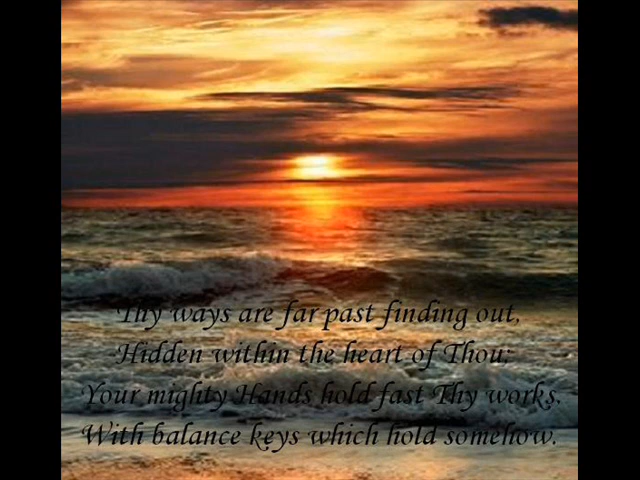 Thy ways are far past finding out,
Hidden within the heart of Thou;
Your mighty Hands hold fast Thy works.
With balance keys which hold somehow.